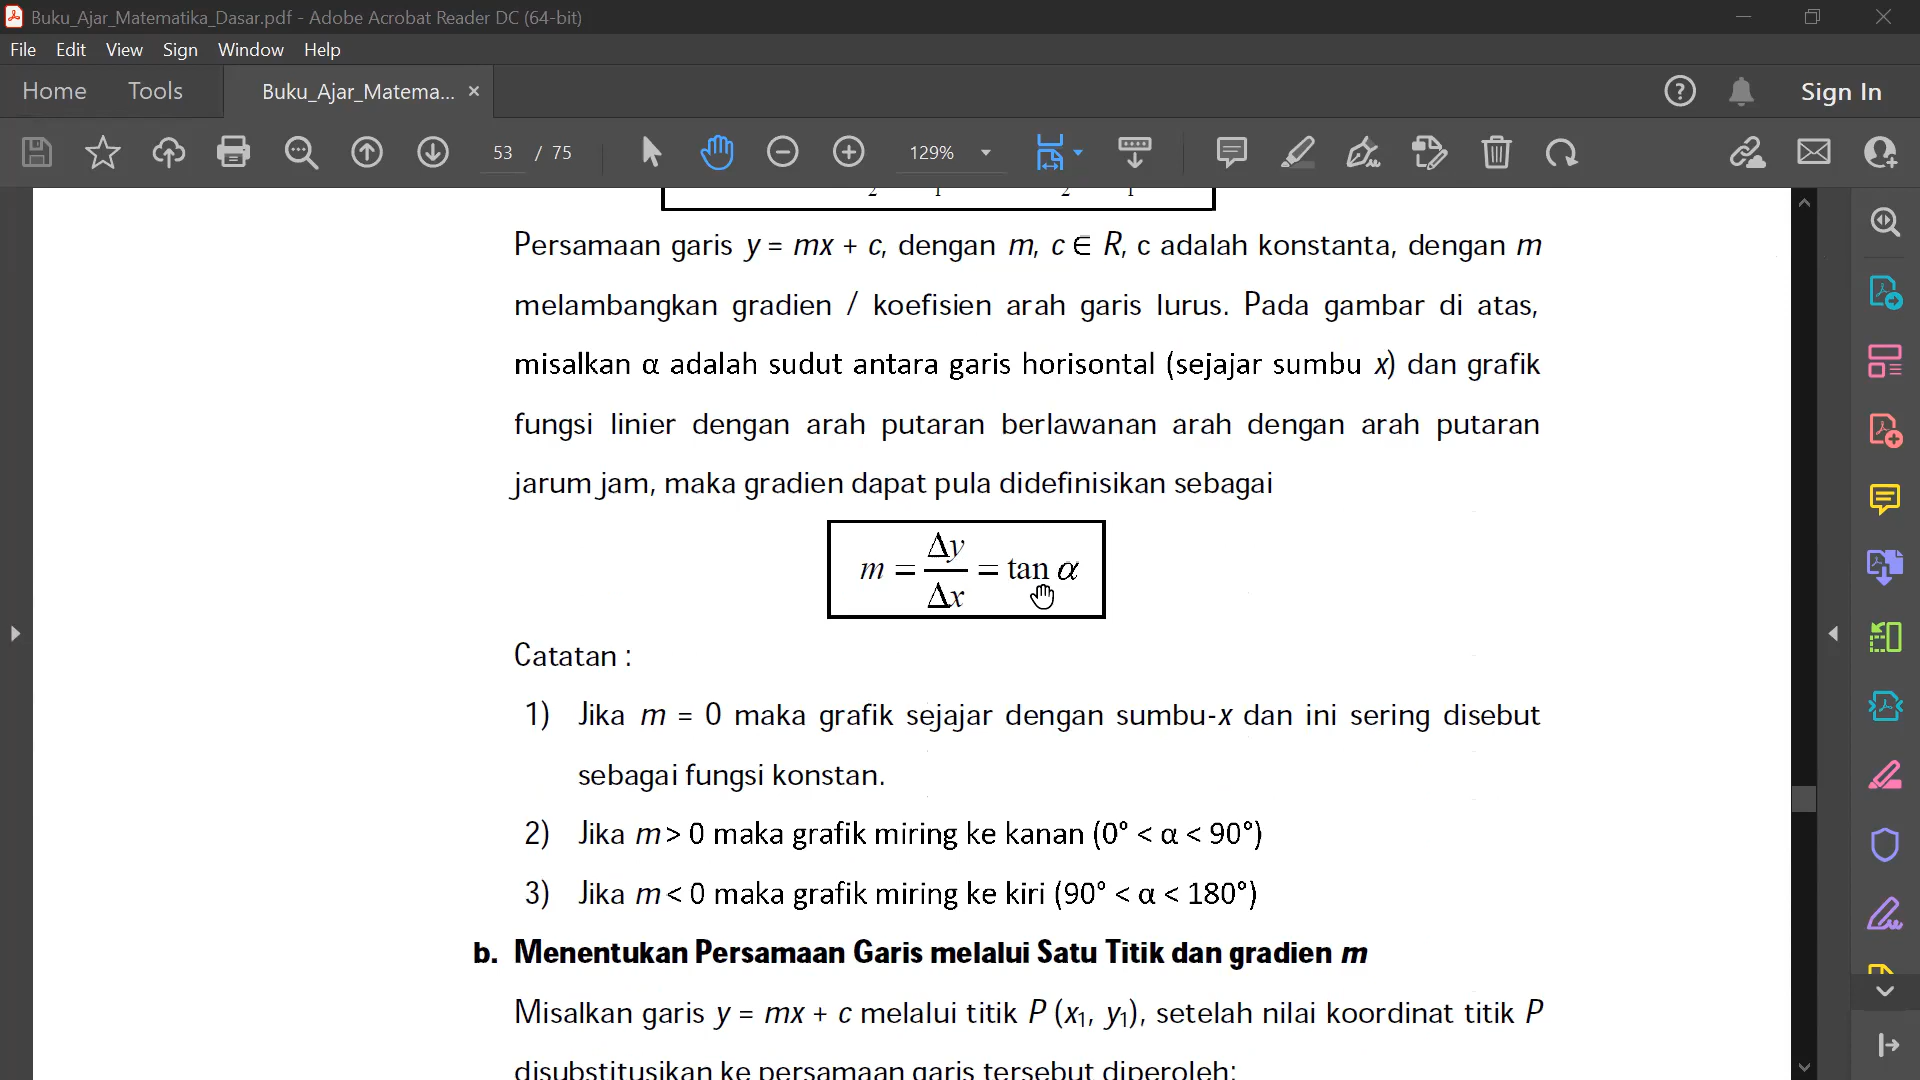 Buku_Ajar_Matematika_Dasar.pdf - Adobe Acrobat Reader DC (64-bit)
File Edit View Sign Window Help
Home Tools Buku_Ajar_Matema... × Sign In
53 / 75 129%
2 1 2 1
Persamaan garis y = mx + c, dengan m, c ∈ R, c adalah konstanta, dengan m
melambangkan gradien / koefisien arah garis lurus. Pada gambar di atas,
misalkan α adalah sudut antara garis horisontal (sejajar sumbu x) dan grafik
fungsi linier dengan arah putaran berlawanan arah dengan arah putaran
jarum jam, maka gradien dapat pula didefinisikan sebagai
m = Δy/Δx = tan α
Catatan :
1) Jika m = 0 maka grafik sejajar dengan sumbu-x dan ini sering disebut
sebagai fungsi konstan.
2) Jika m > 0 maka grafik miring ke kanan (0° < α < 90°)
3) Jika m < 0 maka grafik miring ke kiri (90° < α < 180°)
b. Menentukan Persamaan Garis melalui Satu Titik dan gradien m
Misalkan garis y = mx + c melalui titik P (x₁, y₁), setelah nilai koordinat titik P
disubstitusikan ke persamaan garis tersebut diperoleh: